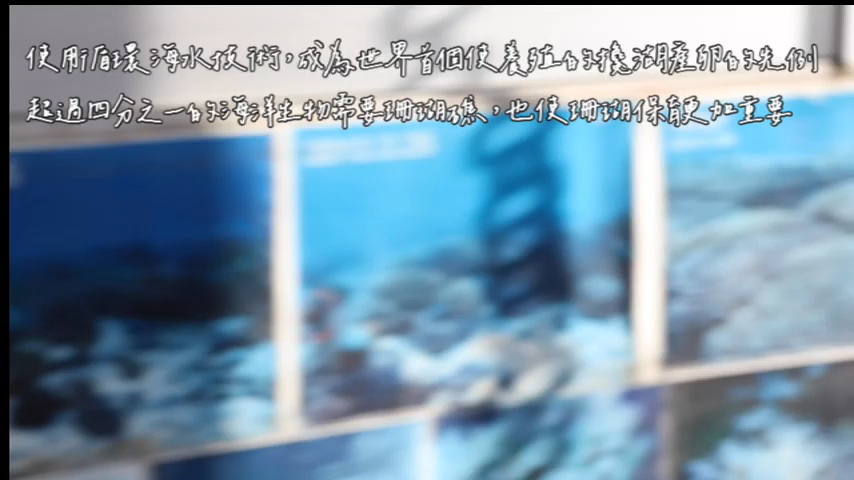 使用循環海水技術，成為世界首個使養殖的珊瑚產卵的先例
超過四分之一的海洋生物需要珊瑚礁，也使珊瑚保育更加重要